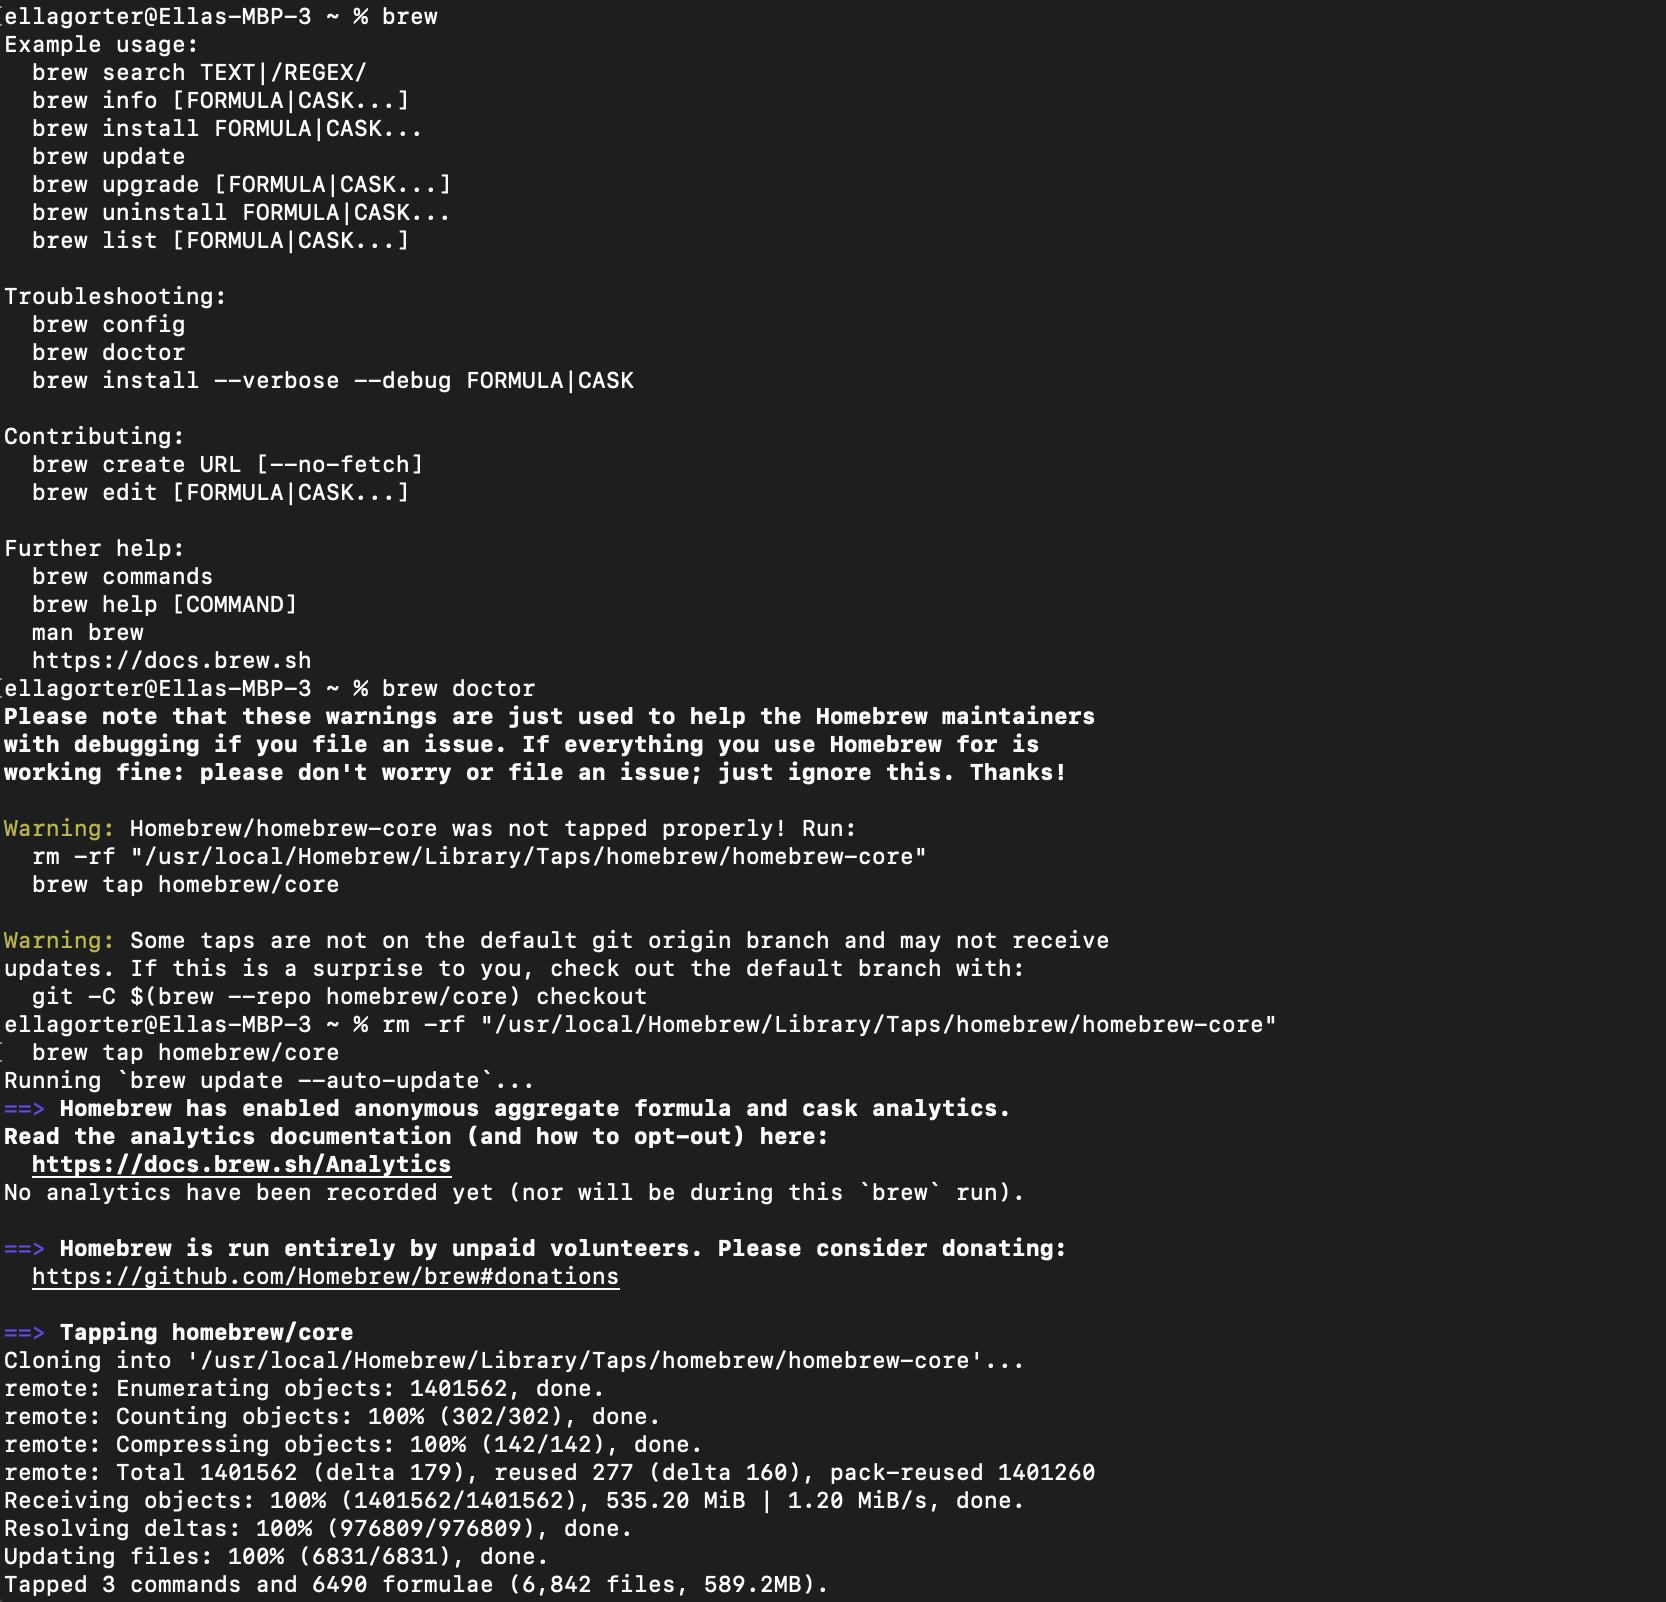 ellagorter@Ellas-MBP-3 ~ % brew
Example usage:
  brew search TEXT|/REGEX/
  brew info [FORMULA|CASK...]
  brew install FORMULA|CASK...
  brew update
  brew upgrade [FORMULA|CASK...]
  brew uninstall FORMULA|CASK...
  brew list [FORMULA|CASK...]

Troubleshooting:
  brew config
  brew doctor
  brew install --verbose --debug FORMULA|CASK

Contributing:
  brew create URL [--no-fetch]
  brew edit [FORMULA|CASK...]

Further help:
  brew commands
  brew help [COMMAND]
  man brew
  https://docs.brew.sh
ellagorter@Ellas-MBP-3 ~ % brew doctor
Please note that these warnings are just used to help the Homebrew maintainers
with debugging if you file an issue. If everything you use Homebrew for is
working fine: please don't worry or file an issue; just ignore this. Thanks!

Warning: Homebrew/homebrew-core was not tapped properly! Run:
  rm -rf "/usr/local/Homebrew/Library/Taps/homebrew/homebrew-core"
  brew tap homebrew/core

Warning: Some taps are not on the default git origin branch and may not receive
updates. If this is a surprise to you, check out the default branch with:
  git -C $(brew --repo homebrew/core) checkout
ellagorter@Ellas-MBP-3 ~ % rm -rf "/usr/local/Homebrew/Library/Taps/homebrew/homebrew-core"
  brew tap homebrew/core
Running `brew update --auto-update`...
==> Homebrew has enabled anonymous aggregate formula and cask analytics.
Read the analytics documentation (and how to opt-out) here:
  https://docs.brew.sh/Analytics
No analytics have been recorded yet (nor will be during this `brew` run).

==> Homebrew is run entirely by unpaid volunteers. Please consider donating:
  https://github.com/Homebrew/brew#donations

==> Tapping homebrew/core
Cloning into '/usr/local/Homebrew/Library/Taps/homebrew/homebrew-core'...
remote: Enumerating objects: 1401562, done.
remote: Counting objects: 100% (302/302), done.
remote: Compressing objects: 100% (142/142), done.
remote: Total 1401562 (delta 179), reused 277 (delta 160), pack-reused 1401260
Receiving objects: 100% (1401562/1401562), 535.20 MiB | 1.20 MiB/s, done.
Resolving deltas: 100% (976809/976809), done.
Updating files: 100% (6831/6831), done.
Tapped 3 commands and 6490 formulae (6,842 files, 589.2MB).